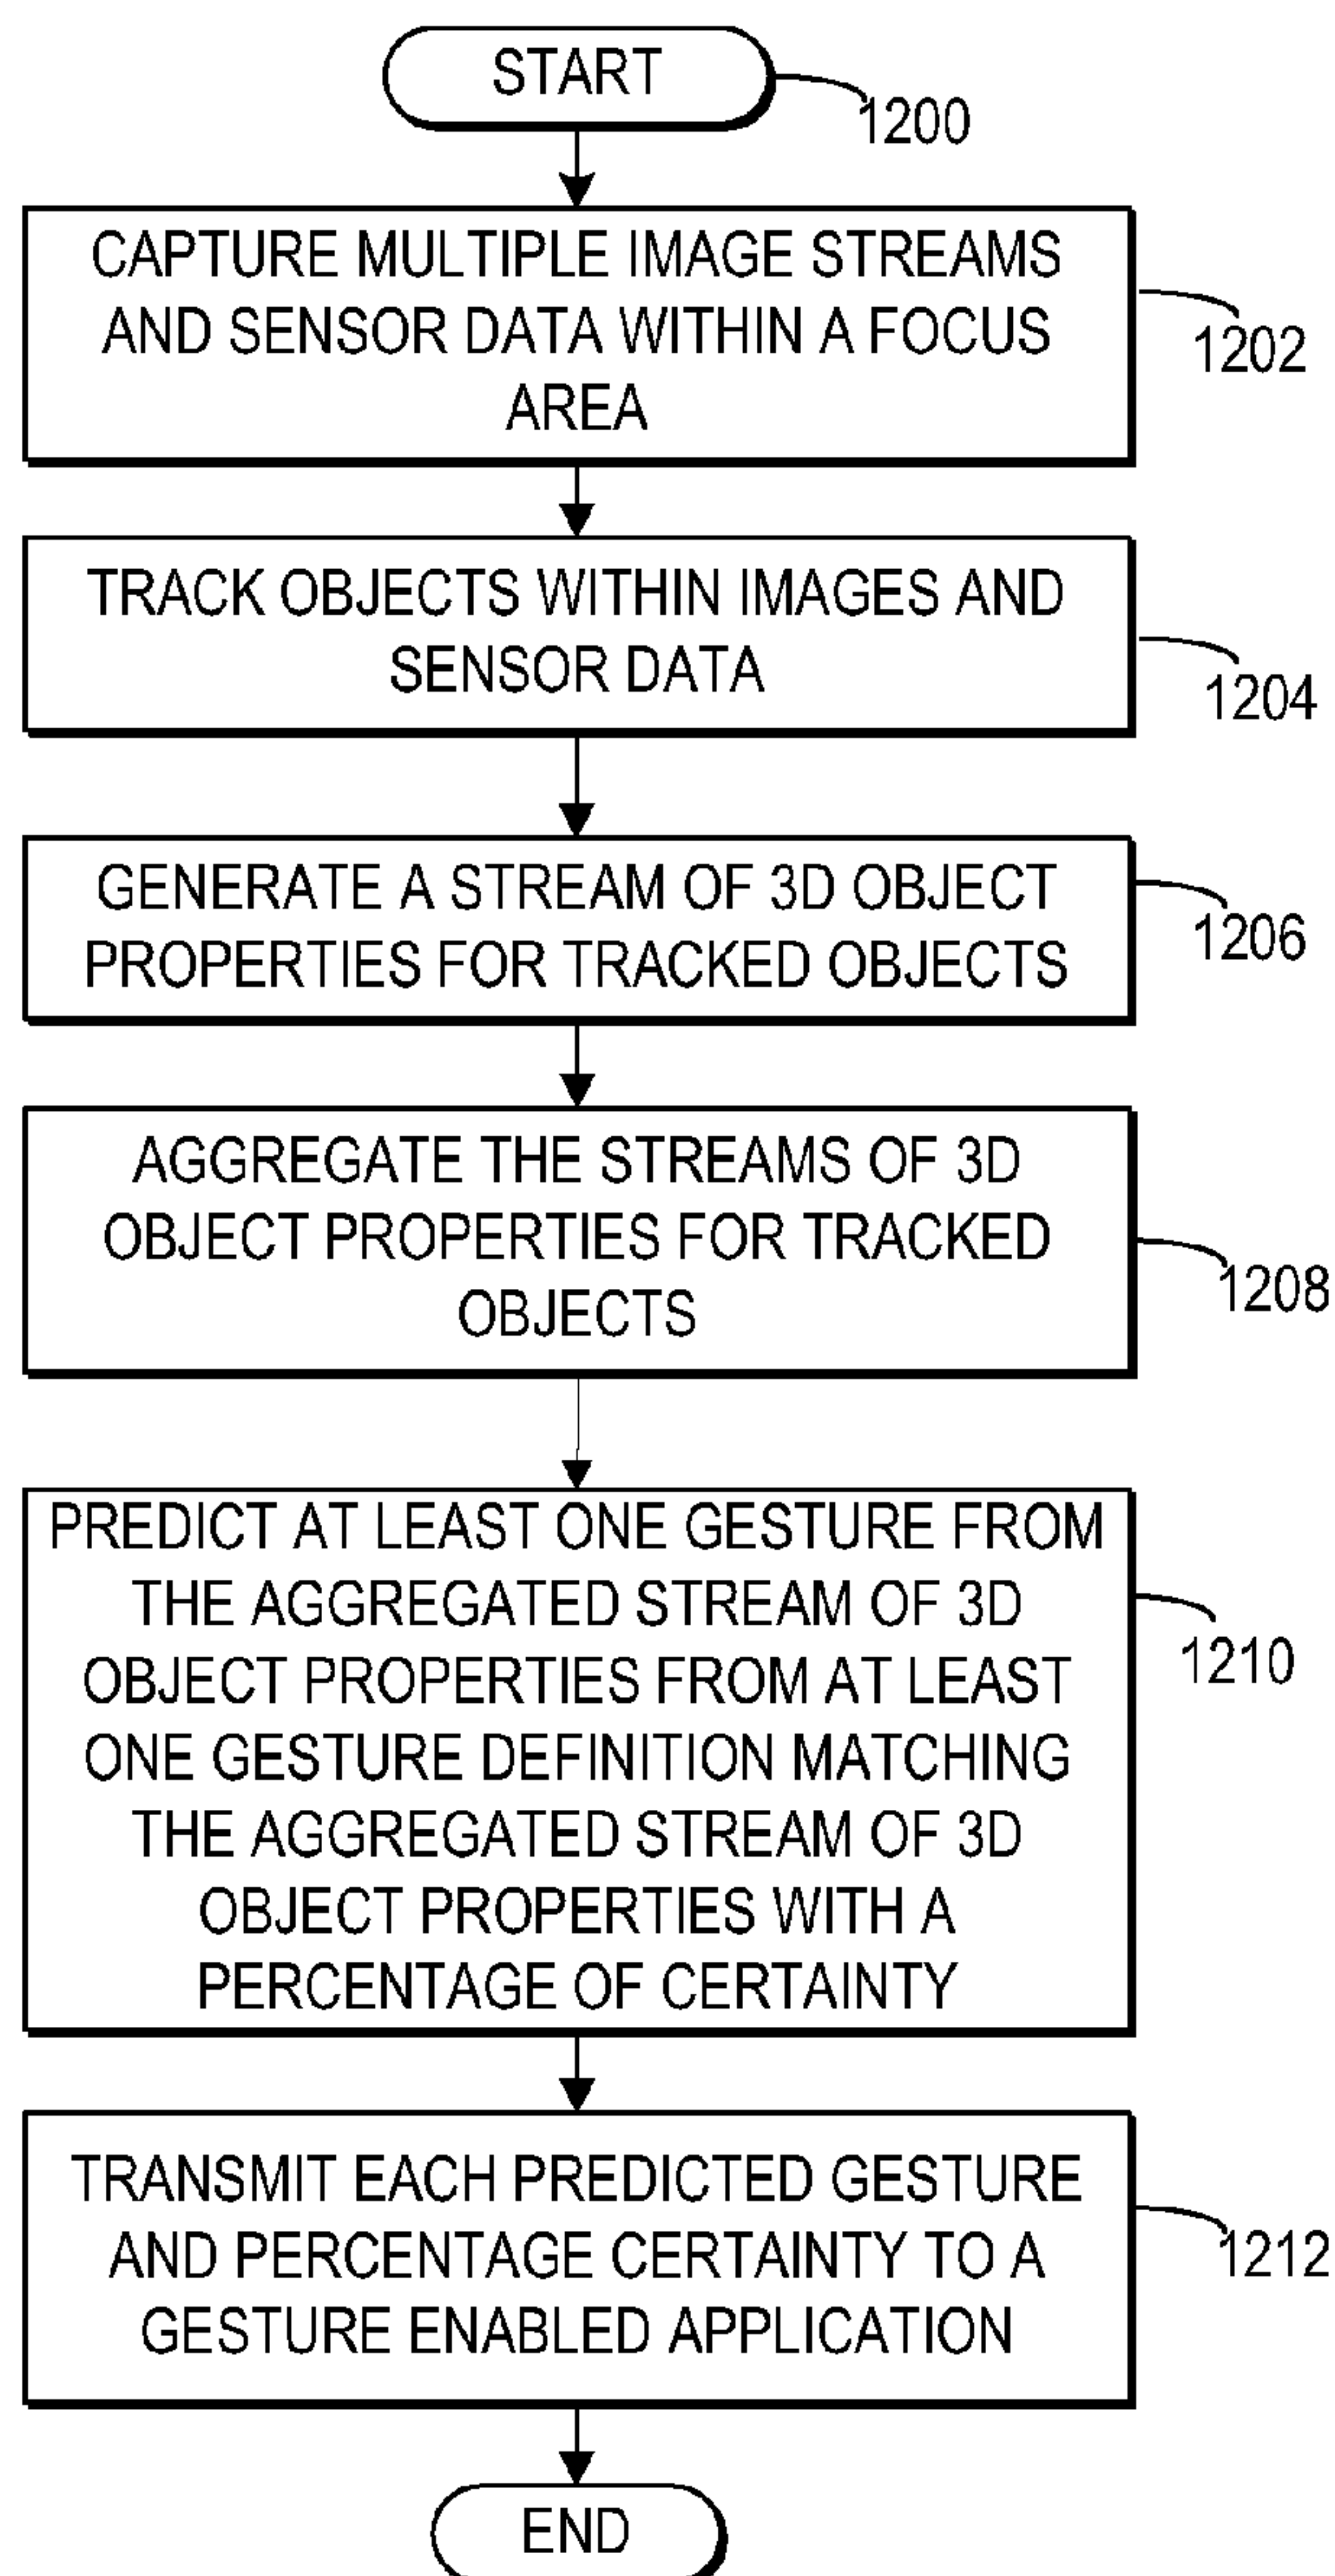 START
1200
CAPTURE MULTIPLE IMAGE STREAMS
AND SENSOR DATA WITHIN A FOCUS
AREA
1202
TRACK OBJECTS WITHIN IMAGES AND
SENSOR DATA
1204
GENERATE A STREAM OF 3D OBJECT
PROPERTIES FOR TRACKED OBJECTS
1206
AGGREGATE THE STREAMS OF 3D
OBJECT PROPERTIES FOR TRACKED
OBJECTS
1208
PREDICT AT LEAST ONE GESTURE FROM
THE AGGREGATED STREAM OF 3D
OBJECT PROPERTIES FROM AT LEAST
ONE GESTURE DEFINITION MATCHING
THE AGGREGATED STREAM OF 3D
OBJECT PROPERTIES WITH A
PERCENTAGE OF CERTAINTY
1210
TRANSMIT EACH PREDICTED GESTURE
AND PERCENTAGE CERTAINTY TO A
GESTURE ENABLED APPLICATION
1212
END